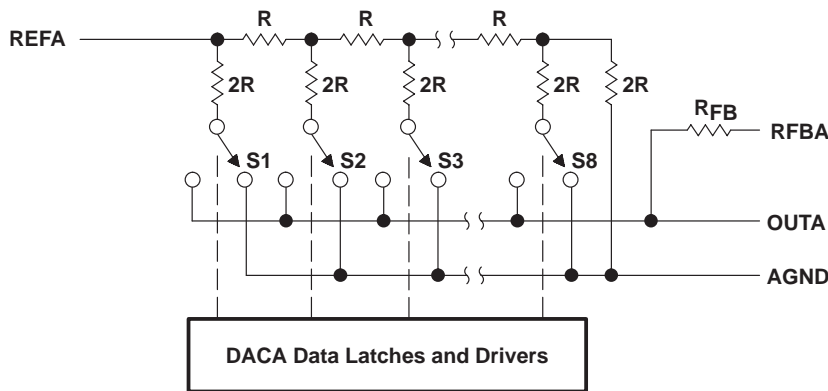 R R R
REFA
2R 2R 2R 2R 2R
RFB
RFBA
S1 S2 S3 S8
OUTA
AGND
DACA Data Latches and Drivers